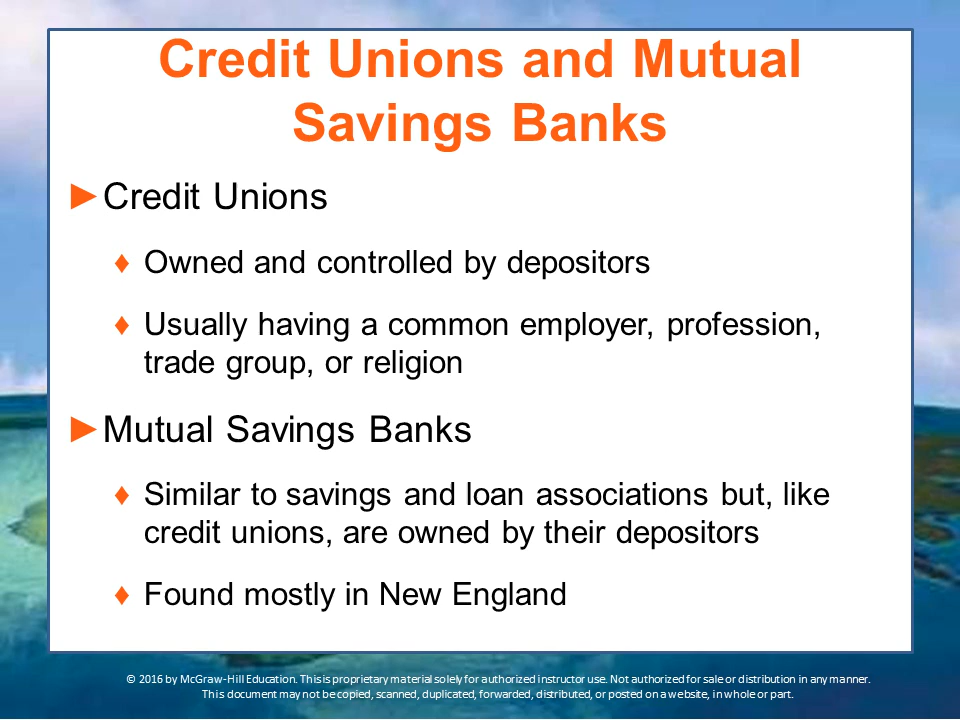 Credit Unions and Mutual
Savings Banks
►Credit Unions
♦ Owned and controlled by depositors
♦ Usually having a common employer, profession,
trade group, or religion
►Mutual Savings Banks
♦ Similar to savings and loan associations but, like
credit unions, are owned by their depositors
♦ Found mostly in New England
© 2016 by McGraw-Hill Education. This is proprietary material solely for authorized instructor use. Not authorized for sale or distribution in any manner.
This document may not be copied, scanned, duplicated, forwarded, distributed, or posted on a website, in whole or part.